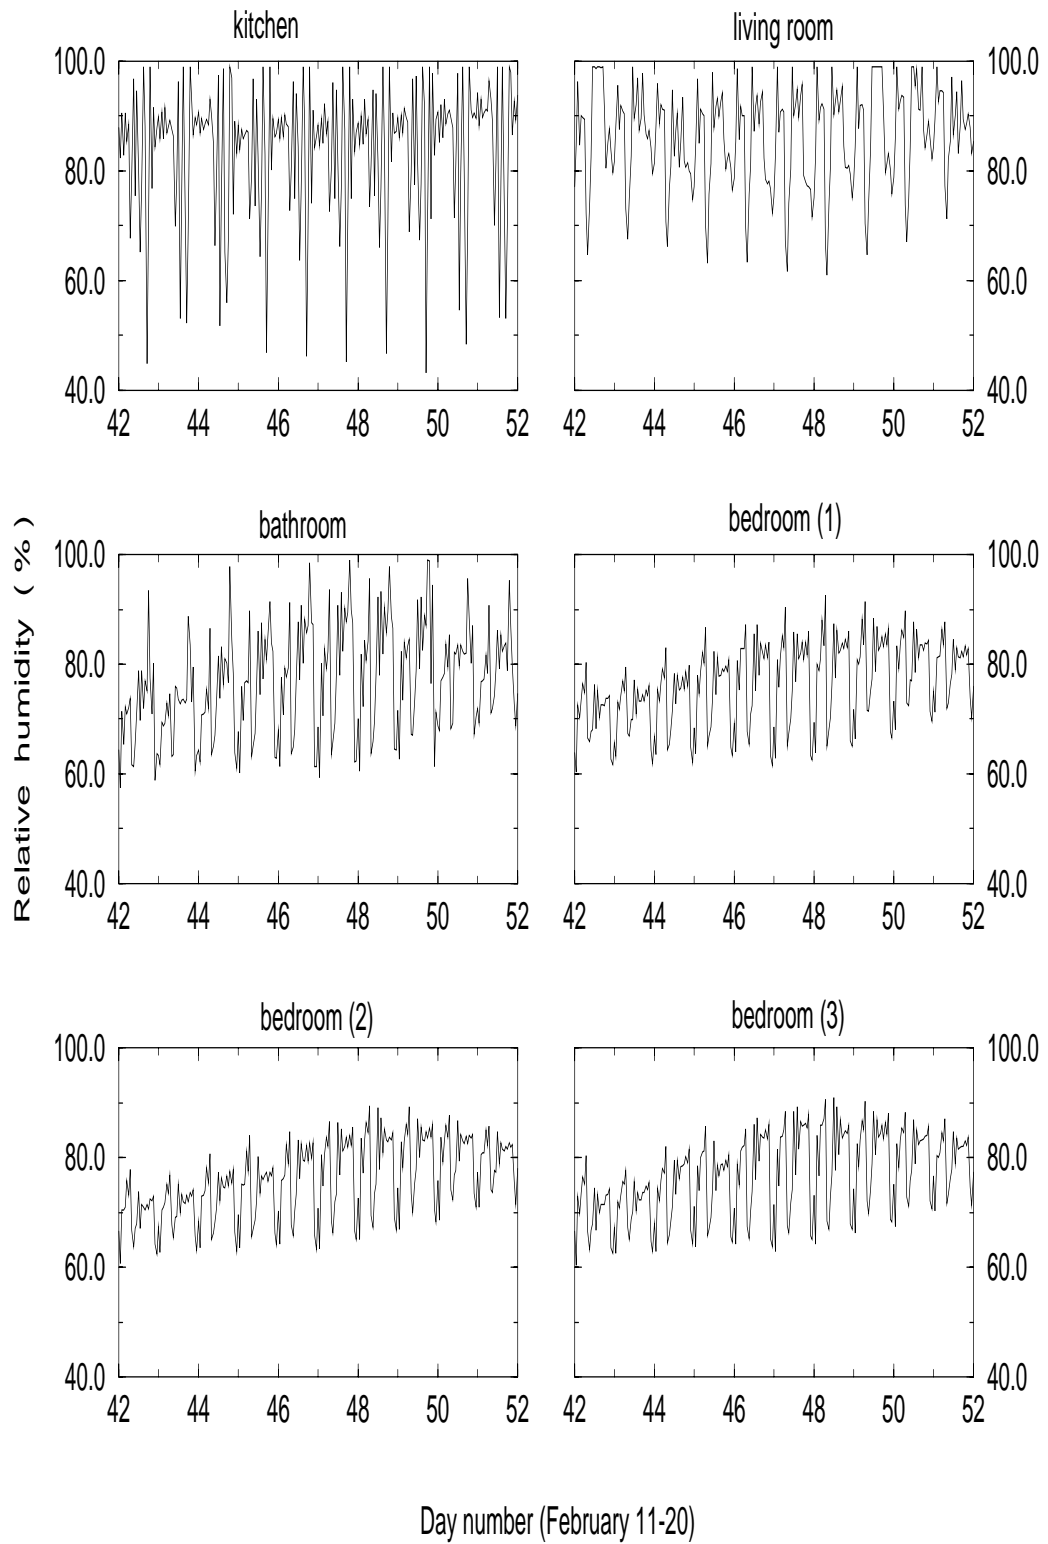 kitchen
living room
100.0
80.0
60.0
40.0
42 44 46 48 50 52
100.0
80.0
60.0
40.0
42 44 46 48 50 52
Relative humidity ( % )
bathroom
bedroom (1)
100.0
80.0
60.0
40.0
42 44 46 48 50 52
100.0
80.0
60.0
40.0
42 44 46 48 50 52
bedroom (2)
bedroom (3)
100.0
80.0
60.0
40.0
42 44 46 48 50 52
100.0
80.0
60.0
40.0
42 44 46 48 50 52
Day number (February 11-20)